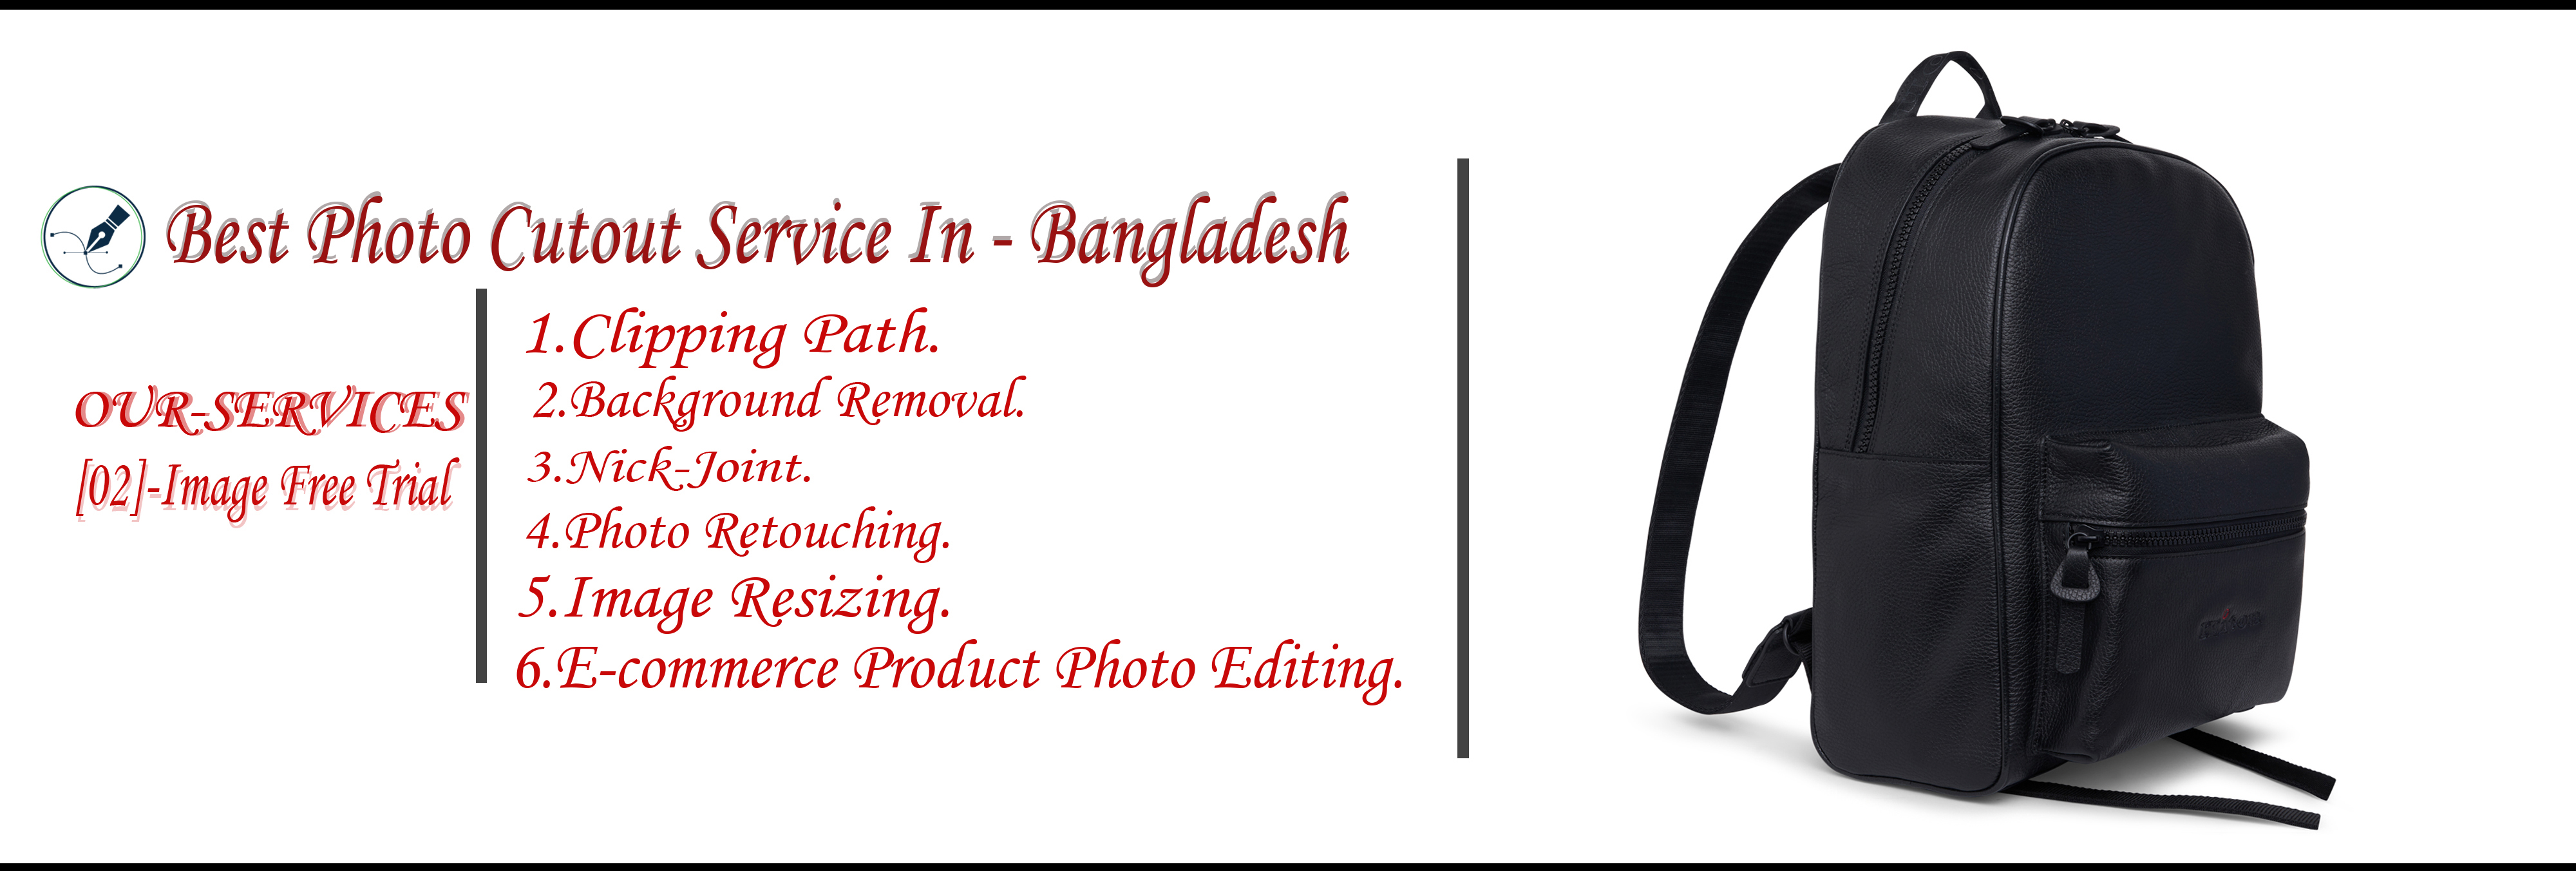 Best Photo Cutout Service In - Bangladesh
OUR-SERVICES
[02]-Image Free Trial
1.Clipping Path.
2.Background Removal.
3.Nick-Joint.
4.Photo Retouching.
5.Image Resizing.
6.E-commerce Product Photo Editing.